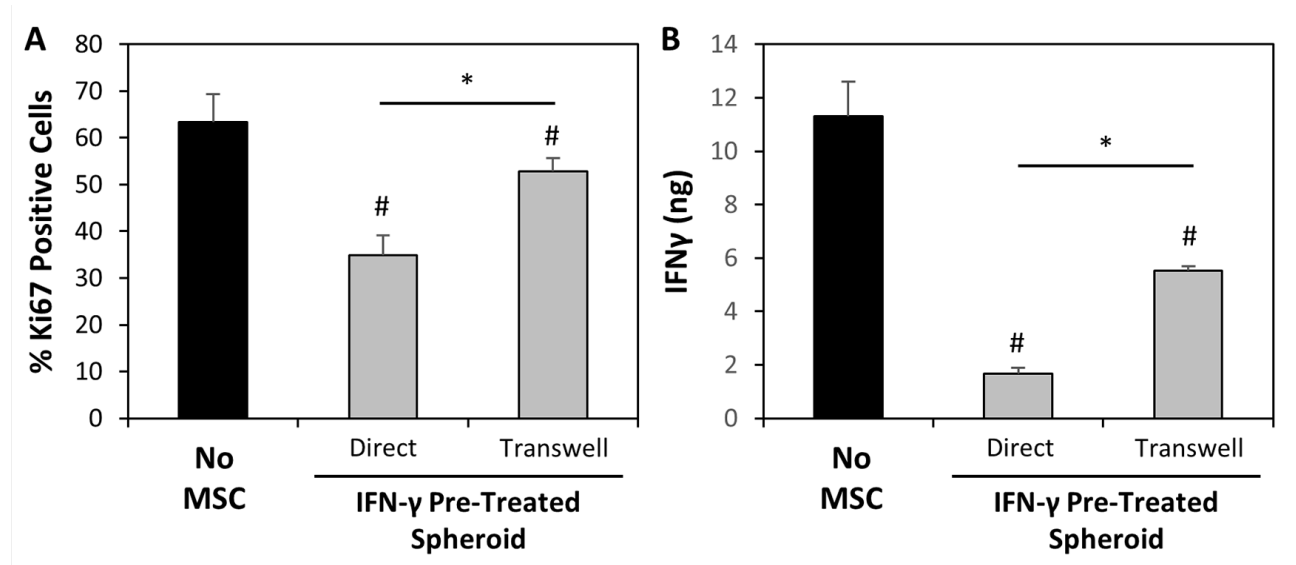 A
% Ki67 Positive Cells
80
70
60
50
40
30
20
10
0
*
#
#
No
MSC
Direct
Transwell
IFN-γ Pre-Treated
Spheroid
B
IFNγ (ng)
14
12
10
8
6
4
2
0
*
#
#
No
MSC
Direct
Transwell
IFN-γ Pre-Treated
Spheroid